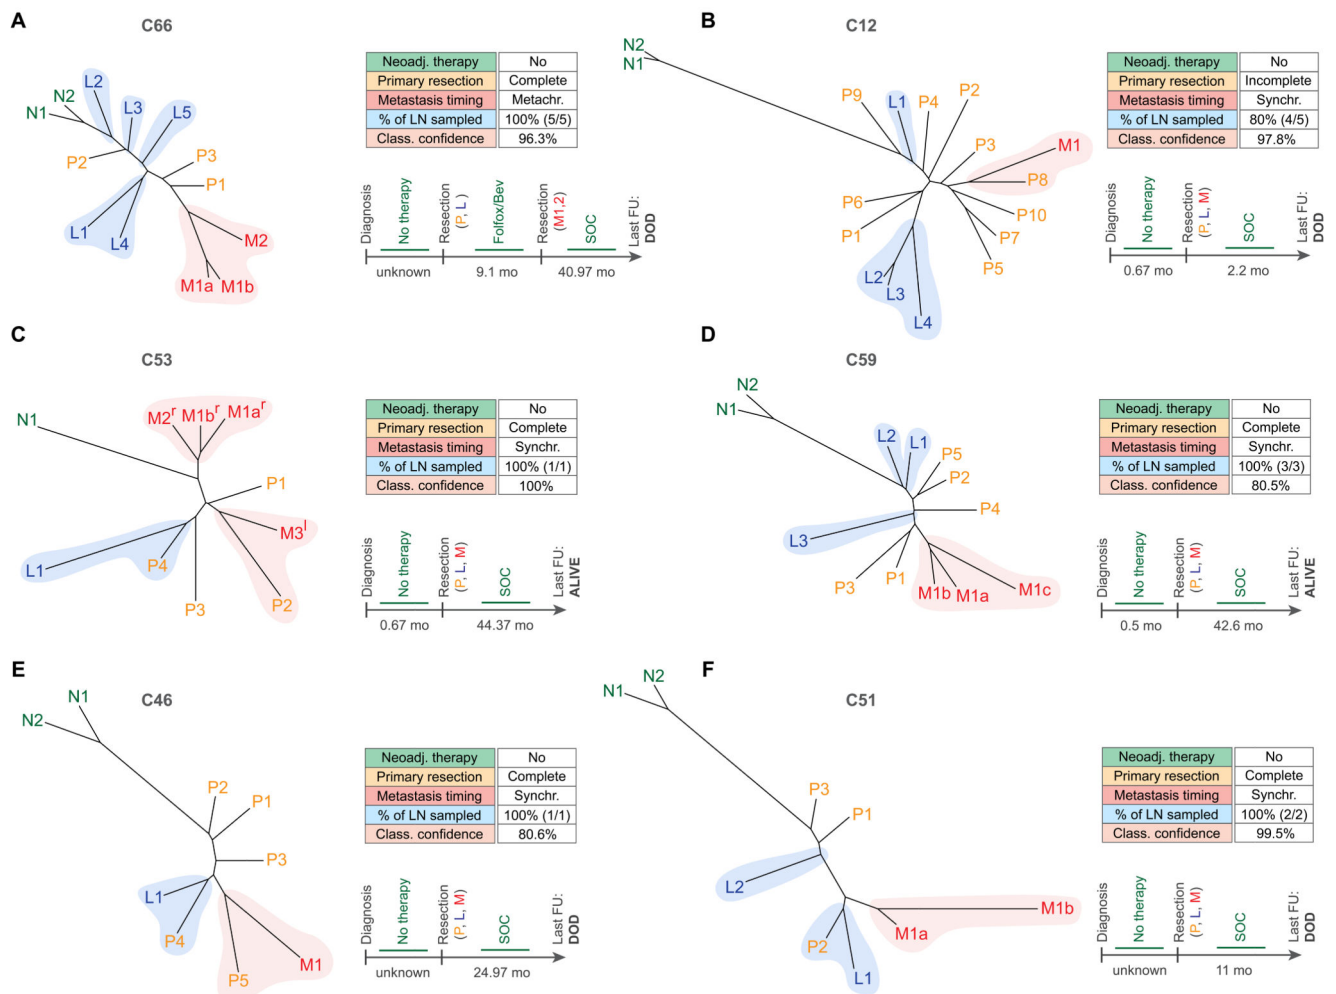 A
C66
N2
N1
L2
L3
L5
P2
P3
P1
L1
L4
M2
M1a M1b
Neoadj. therapy No
Primary resection Complete
Metastasis timing Metachr.
% of LN sampled 100% (5/5)
Class. confidence 96.3%
Diagnosis
No therapy
Resection
(P, L )
Folfox/Bev
Resection
(M1,2)
SOC
Last FU:
DOD
unknown 9.1 mo 40.97 mo
B
C12
N2
N1
P9
L1
P4
P2
P3
M1
P8
P6
P10
P1
P7
P5
L2
L3
L4
Neoadj. therapy No
Primary resection Incomplete
Metastasis timing Synchr.
% of LN sampled 80% (4/5)
Class. confidence 97.8%
Diagnosis
No therapy
Resection
(P, L, M)
SOC
Last FU:
DOD
0.67 mo 2.2 mo
C
C53
N1
M2r M1br M1ar
P1
M3l
L1
P4
P3
P2
Neoadj. therapy No
Primary resection Complete
Metastasis timing Synchr.
% of LN sampled 100% (1/1)
Class. confidence 100%
Diagnosis
No therapy
Resection
(P, L, M)
SOC
Last FU:
ALIVE
0.67 mo 44.37 mo
D
C59
N2
N1
L2
L1
P5
P2
P4
L3
P3
P1
M1b M1a
M1c
Neoadj. therapy No
Primary resection Complete
Metastasis timing Synchr.
% of LN sampled 100% (3/3)
Class. confidence 80.5%
Diagnosis
No therapy
Resection
(P, L, M)
SOC
Last FU:
ALIVE
0.5 mo 42.6 mo
E
C46
N1
N2
P2
P1
P3
L1
P4
P5
M1
Neoadj. therapy No
Primary resection Complete
Metastasis timing Synchr.
% of LN sampled 100% (1/1)
Class. confidence 80.6%
Diagnosis
No therapy
Resection
(P, L, M)
SOC
Last FU:
DOD
unknown 24.97 mo
F
C51
N2
N1
P3
P1
L2
M1b
M1a
P2
L1
Neoadj. therapy No
Primary resection Complete
Metastasis timing Synchr.
% of LN sampled 100% (2/2)
Class. confidence 99.5%
Diagnosis
No therapy
Resection
(P, L, M)
SOC
Last FU:
DOD
unknown 11 mo